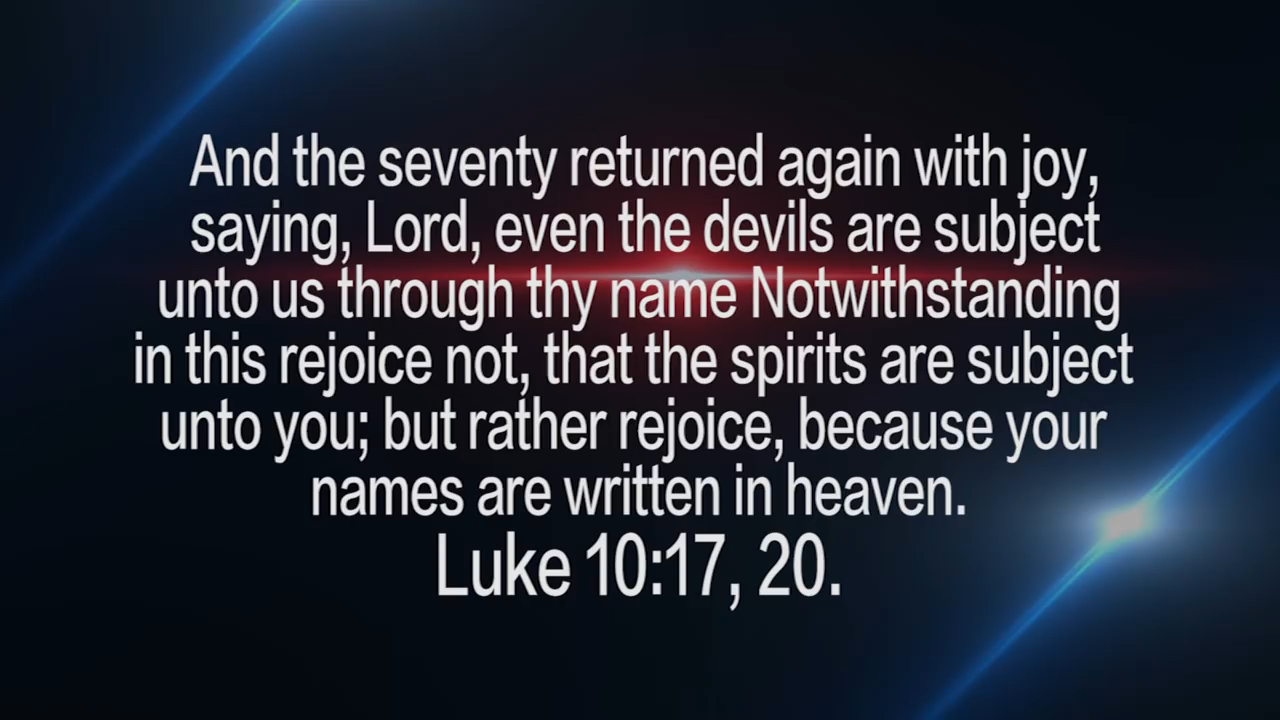 And the seventy returned again with joy,
saying, Lord, even the devils are subject
unto us through thy name Notwithstanding
in this rejoice not, that the spirits are subject
unto you; but rather rejoice, because your
names are written in heaven.
Luke 10:17, 20.